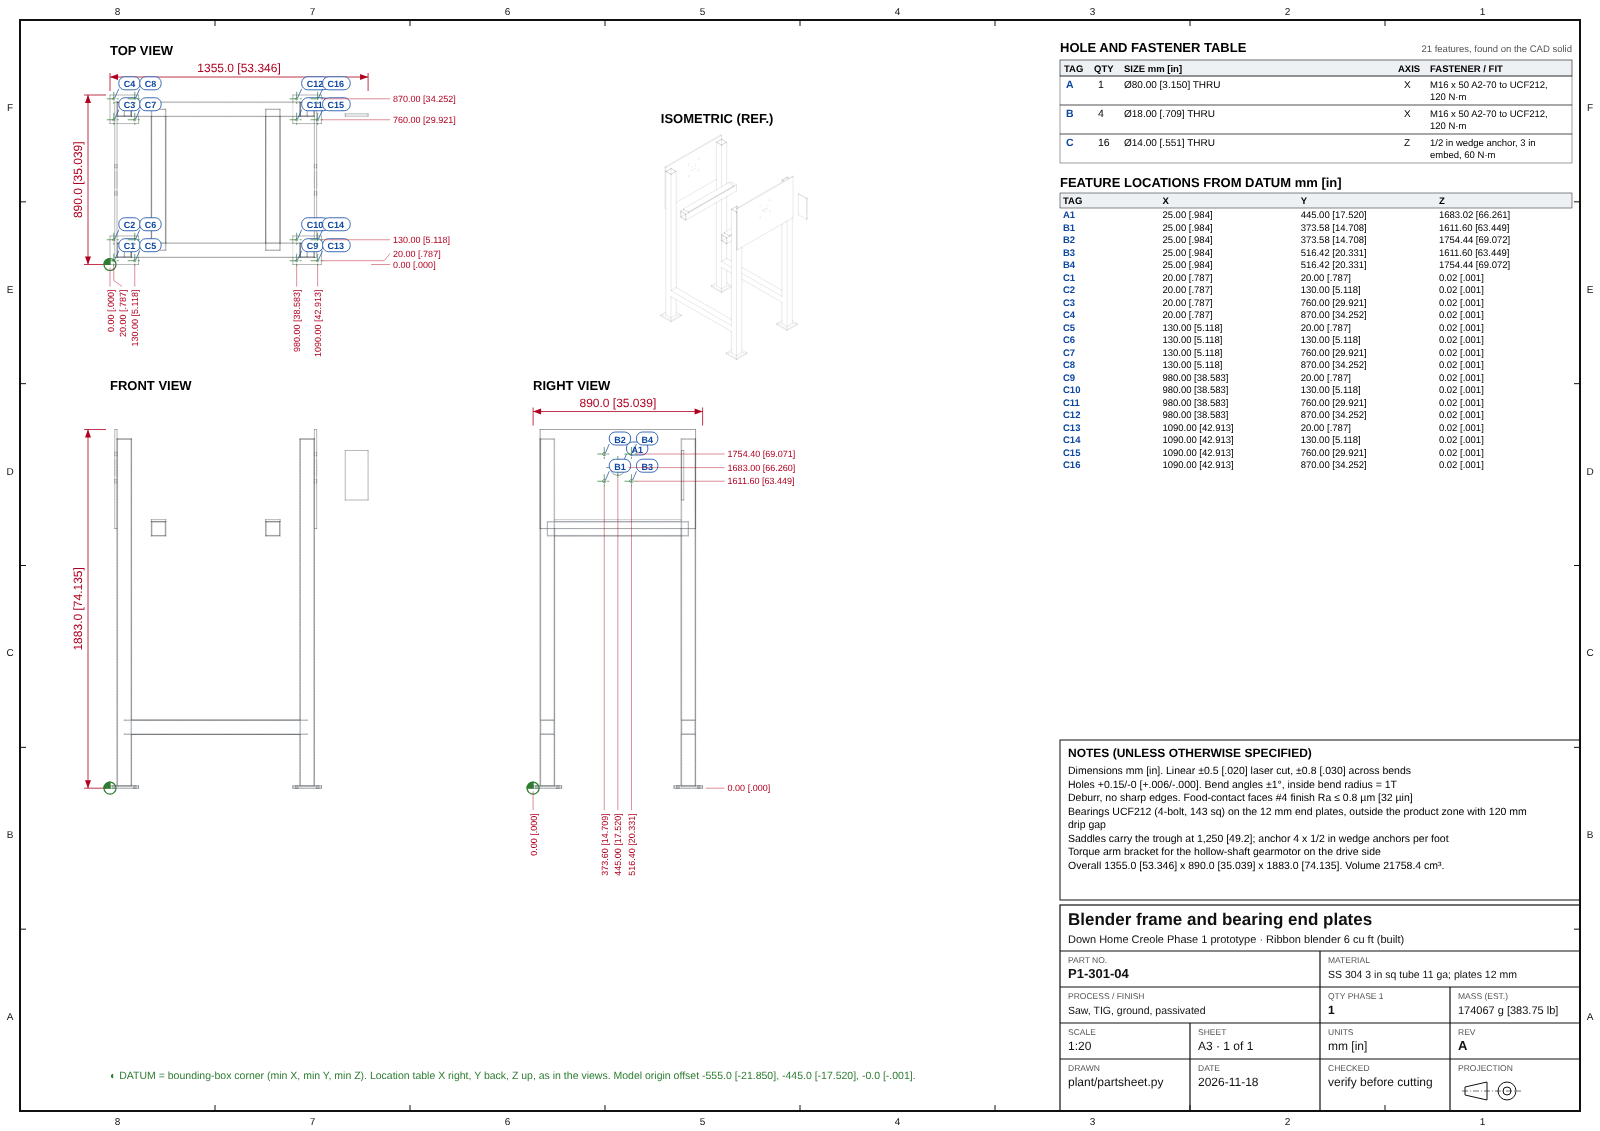 8 7 6 5 4 3 2 1
F F
E E
D D
C C
B B
A A
TOP VIEW
1355.0 [53.346]
890.0 [35.039]
C4 C8 C12 C16
C3 C7 C11 C15
C2 C6 C10 C14
C1 C5 C9 C13
870.00 [34.252]
760.00 [29.921]
130.00 [5.118]
20.00 [.787]
0.00 [.000]
0.00 [.000]
20.00 [.787]
130.00 [5.118]
980.00 [38.583]
1090.00 [42.913]
ISOMETRIC (REF.)
FRONT VIEW
1883.0 [74.135]
RIGHT VIEW
890.0 [35.039]
B2 B4
A1
B1 B3
1754.40 [69.071]
1683.00 [66.260]
1611.60 [63.449]
0.00 [.000]
0.00 [.000]
373.60 [14.709]
445.00 [17.520]
516.40 [20.331]
HOLE AND FASTENER TABLE 21 features, found on the CAD solid
TAG QTY SIZE mm [in] AXIS FASTENER / FIT
A 1 Ø80.00 [3.150] THRU X M16 x 50 A2-70 to UCF212,
120 N·m
B 4 Ø18.00 [.709] THRU X M16 x 50 A2-70 to UCF212,
120 N·m
C 16 Ø14.00 [.551] THRU Z 1/2 in wedge anchor, 3 in
embed, 60 N·m
FEATURE LOCATIONS FROM DATUM mm [in]
TAG X Y Z
A1 25.00 [.984] 445.00 [17.520] 1683.02 [66.261]
B1 25.00 [.984] 373.58 [14.708] 1611.60 [63.449]
B2 25.00 [.984] 373.58 [14.708] 1754.44 [69.072]
B3 25.00 [.984] 516.42 [20.331] 1611.60 [63.449]
B4 25.00 [.984] 516.42 [20.331] 1754.44 [69.072]
C1 20.00 [.787] 20.00 [.787] 0.02 [.001]
C2 20.00 [.787] 130.00 [5.118] 0.02 [.001]
C3 20.00 [.787] 760.00 [29.921] 0.02 [.001]
C4 20.00 [.787] 870.00 [34.252] 0.02 [.001]
C5 130.00 [5.118] 20.00 [.787] 0.02 [.001]
C6 130.00 [5.118] 130.00 [5.118] 0.02 [.001]
C7 130.00 [5.118] 760.00 [29.921] 0.02 [.001]
C8 130.00 [5.118] 870.00 [34.252] 0.02 [.001]
C9 980.00 [38.583] 20.00 [.787] 0.02 [.001]
C10 980.00 [38.583] 130.00 [5.118] 0.02 [.001]
C11 980.00 [38.583] 760.00 [29.921] 0.02 [.001]
C12 980.00 [38.583] 870.00 [34.252] 0.02 [.001]
C13 1090.00 [42.913] 20.00 [.787] 0.02 [.001]
C14 1090.00 [42.913] 130.00 [5.118] 0.02 [.001]
C15 1090.00 [42.913] 760.00 [29.921] 0.02 [.001]
C16 1090.00 [42.913] 870.00 [34.252] 0.02 [.001]
NOTES (UNLESS OTHERWISE SPECIFIED)
Dimensions mm [in]. Linear ±0.5 [.020] laser cut, ±0.8 [.030] across bends
Holes +0.15/-0 [+.006/-.000]. Bend angles ±1°, inside bend radius = 1T
Deburr, no sharp edges. Food-contact faces #4 finish Ra ≤ 0.8 µm [32 µin]
Bearings UCF212 (4-bolt, 143 sq) on the 12 mm end plates, outside the product zone with 120 mm
drip gap
Saddles carry the trough at 1,250 [49.2]; anchor 4 x 1/2 in wedge anchors per foot
Torque arm bracket for the hollow-shaft gearmotor on the drive side
Overall 1355.0 [53.346] x 890.0 [35.039] x 1883.0 [74.135]. Volume 21758.4 cm³.
Blender frame and bearing end plates
Down Home Creole Phase 1 prototype · Ribbon blender 6 cu ft (built)
PART NO. MATERIAL
P1-301-04 SS 304 3 in sq tube 11 ga; plates 12 mm
PROCESS / FINISH QTY PHASE 1 MASS (EST.)
Saw, TIG, ground, passivated 1 174067 g [383.75 lb]
SCALE SHEET UNITS REV
1:20 A3 · 1 of 1 mm [in] A
DRAWN DATE CHECKED PROJECTION
plant/partsheet.py 2026-11-18 verify before cutting
DATUM = bounding-box corner (min X, min Y, min Z). Location table X right, Y back, Z up, as in the views. Model origin offset -555.0 [-21.850], -445.0 [-17.520], -0.0 [-.001].
8 7 6 5 4 3 2 1